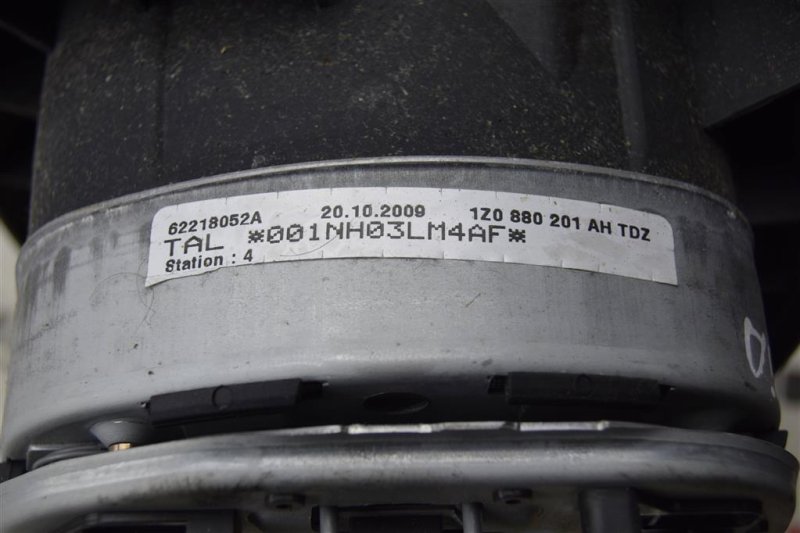 62218052A 20.10.2009 1Z0 880 201 AH TDZ
TAL *001NH03LM4AF*
Station : 4